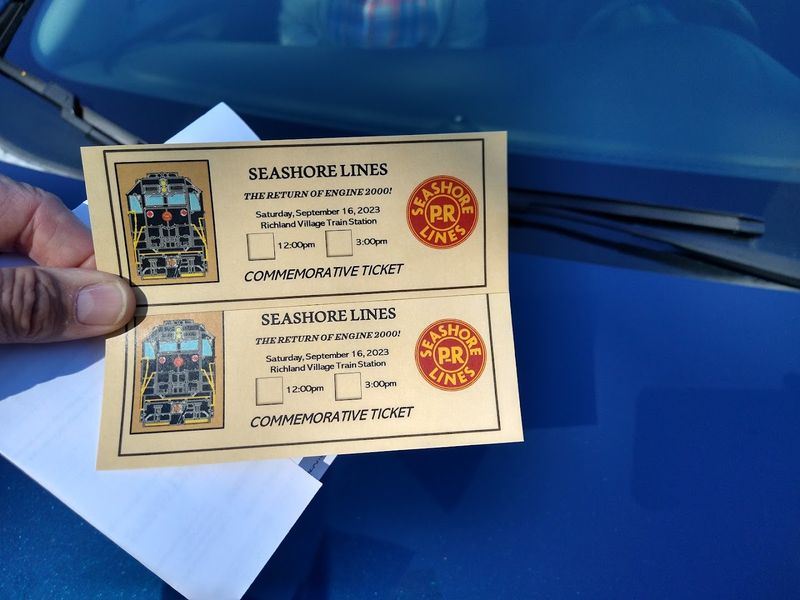 SEASHORE LINES
THE RETURN OF ENGINE 2000!
Saturday, September 16, 2023
Richland Village Train Station
12:00pm 3:00pm
COMMEMORATIVE TICKET
SEASHORE
P-R
LINES
SEASHORE LINES
THE RETURN OF ENGINE 2000!
Saturday, September 16, 2023
Richland Village Train Station
12:00pm 3:00pm
COMMEMORATIVE TICKET
SEASHORE
P-R
LINES